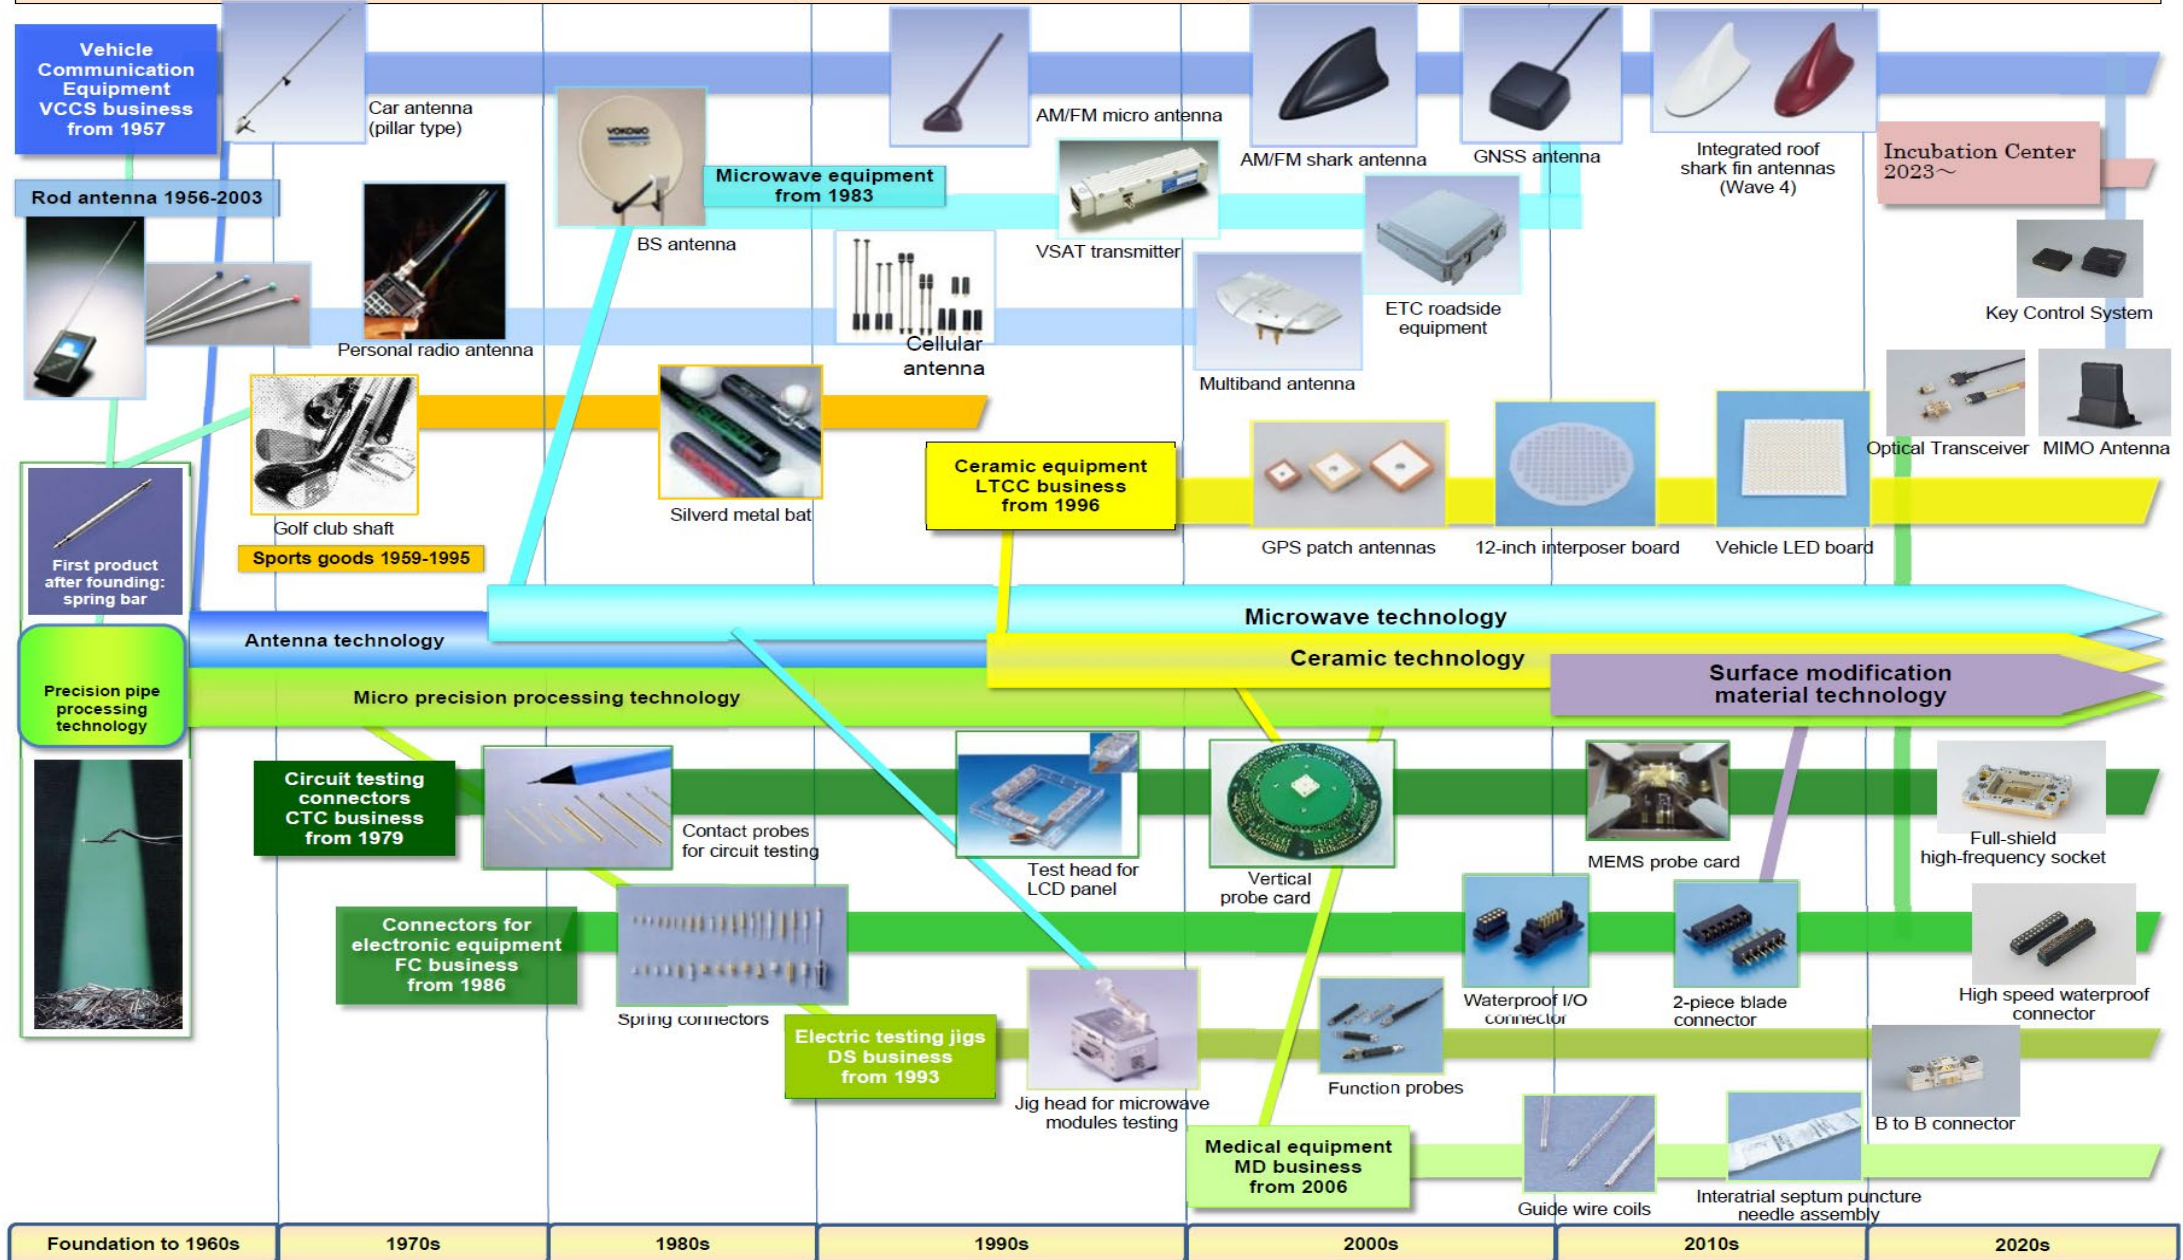 Vehicle
Communication
Equipment
VCCS business
from 1957
Car antenna
(pillar type)
AM/FM micro antenna
AM/FM shark antenna
GNSS antenna
Integrated roof
shark fin antennas
(Wave 4)
Incubation Center
2023～
Rod antenna 1956-2003
YOKOWO
BS antenna
Microwave equipment
from 1983
VSAT transmitter
ETC roadside
equipment
Key Control System
Personal radio antenna
Cellular
antenna
Multiband antenna
Optical Transceiver
MIMO Antenna
Golf club shaft
Sports goods 1959-1995
Silverd metal bat
Ceramic equipment
LTCC business
from 1996
GPS patch antennas
12-inch interposer board
Vehicle LED board
First product
after founding:
spring bar
Microwave technology
Antenna technology
Ceramic technology
Surface modification
material technology
Precision pipe
processing
technology
Micro precision processing technology
Circuit testing
connectors
CTC business
from 1979
Contact probes
for circuit testing
Test head for
LCD panel
Vertical
probe card
MEMS probe card
Full-shield
high-frequency socket
Connectors for
electronic equipment
FC business
from 1986
Spring connectors
Waterproof I/O
connector
2-piece blade
connector
High speed waterproof
connector
Electric testing jigs
DS business
from 1993
Jig head for microwave
modules testing
Function probes
B to B connector
Medical equipment
MD business
from 2006
Guide wire coils
Interatrial septum puncture
needle assembly
Foundation to 1960s
1970s
1980s
1990s
2000s
2010s
2020s